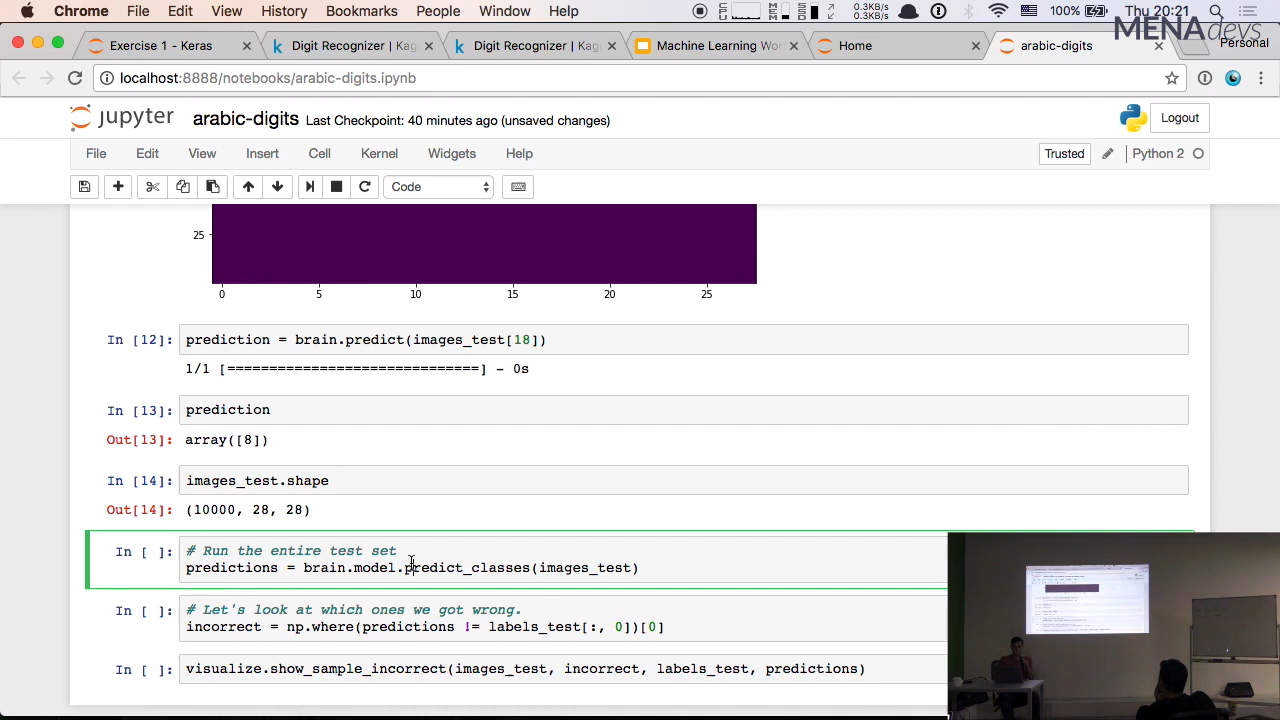 Chrome File Edit View History Bookmarks People Window Help 0.3KB/s 0.3KB/s 100% Thu 20:21
MENAdevs
Exercise 1 - Keras Digit Recognizer | Kag Digit Recognizer | Kag Machine Learning Wor Home arabic-digits Personal
localhost:8888/notebooks/arabic-digits.ipynb
jupyter arabic-digits Last Checkpoint: 40 minutes ago (unsaved changes) Logout
File Edit View Insert Cell Kernel Widgets Help Trusted Python 2
Code
25
0 5 10 15 20 25
In [12]: prediction = brain.predict(images_test[18])
1/1 [==============================] - 0s
In [13]: prediction
Out[13]: array([8])
In [14]: images_test.shape
Out[14]: (10000, 28, 28)
In [ ]: # Run the entire test set
predictions = brain.model.predict_classes(images_test)
In [ ]: # Let's look at which ones we got wrong.
incorrect = np.where(predictions != labels_test[:, 0])[0]
In [ ]: visualize.show_sample_incorrect(images_test, incorrect, labels_test, predictions)